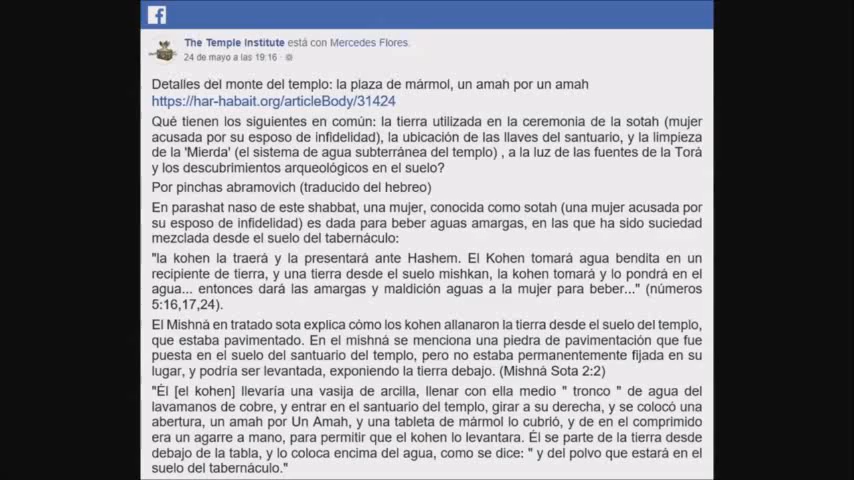 The Temple Institute está con Mercedes Flores.
24 de mayo a las 19:16 ·
Detalles del monte del templo: la plaza de mármol, un amah por un amah
https://har-habait.org/articleBody/31424
Qué tienen los siguientes en común: la tierra utilizada en la ceremonia de la sotah (mujer
acusada por su esposo de infidelidad), la ubicación de las llaves del santuario, y la limpieza
de la 'Mierda' (el sistema de agua subterránea del templo) , a la luz de las fuentes de la Torá
y los descubrimientos arqueológicos en el suelo?
Por pinchas abramovich (traducido del hebreo)
En parashat naso de este shabbat, una mujer, conocida como sotah (una mujer acusada por
su esposo de infidelidad) es dada para beber aguas amargas, en las que ha sido suciedad
mezclada desde el suelo del tabernáculo:
"la kohen la traerá y la presentará ante Hashem. El Kohen tomará agua bendita en un
recipiente de tierra, y una tierra desde el suelo mishkan, la kohen tomará y lo pondrá en el
agua... entonces dará las amargas y maldición aguas a la mujer para beber..." (números
5:16,17,24).
El Mishná en tratado sota explica cómo los kohen allanaron la tierra desde el suelo del templo,
que estaba pavimentado. En el mishná se menciona una piedra de pavimentación que fue
puesta en el suelo del santuario del templo, pero no estaba permanentemente fijada en su
lugar, y podría ser levantada, exponiendo la tierra debajo. (Mishná Sota 2:2)
"Él [el kohen] llevaría una vasija de arcilla, llenar con ella medio " tronco " de agua del
lavamanos de cobre, y entrar en el santuario del templo, girar a su derecha, y se colocó una
abertura, un amah por Un Amah, y una tableta de mármol lo cubrió, y de en el comprimido
era un agarre a mano, para permitir que el kohen lo levantara. Él se parte de la tierra desde
debajo de la tabla, y lo coloca encima del agua, como se dice: " y del polvo que estará en el
suelo del tabernáculo."